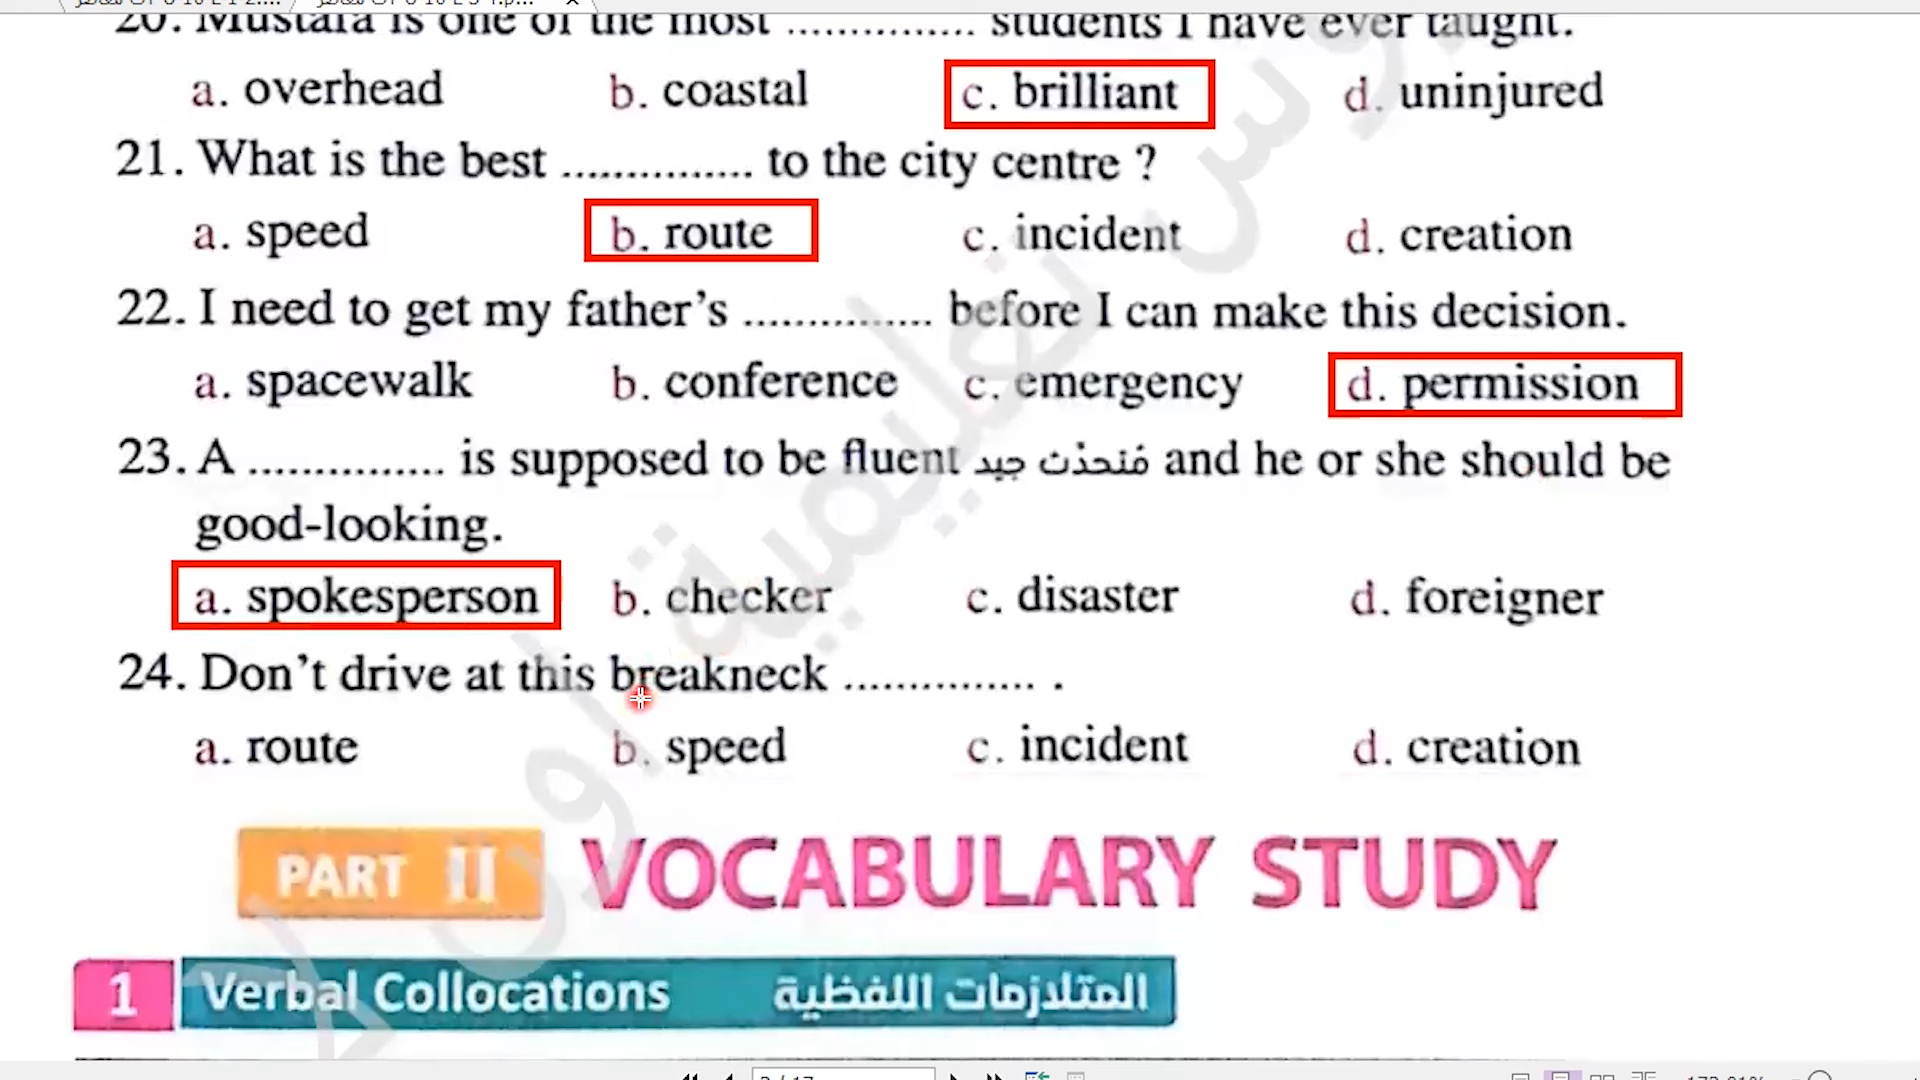 20. Mustafa is one of the most ............... students I have ever taught.
a. overhead b. coastal c. brilliant d. uninjured
21. What is the best ............... to the city centre ?
a. speed b. route c. incident d. creation
22. I need to get my father’s ............... before I can make this decision.
a. spacewalk b. conference c. emergency d. permission
23. A ............... is supposed to be fluent مُتحدث جيد and he or she should be
good-looking.
a. spokesperson b. checker c. disaster d. foreigner
24. Don’t drive at this breakneck ............... .
a. route b. speed c. incident d. creation
PART II VOCABULARY STUDY
1 Verbal Collocations المتلازمات اللفظية